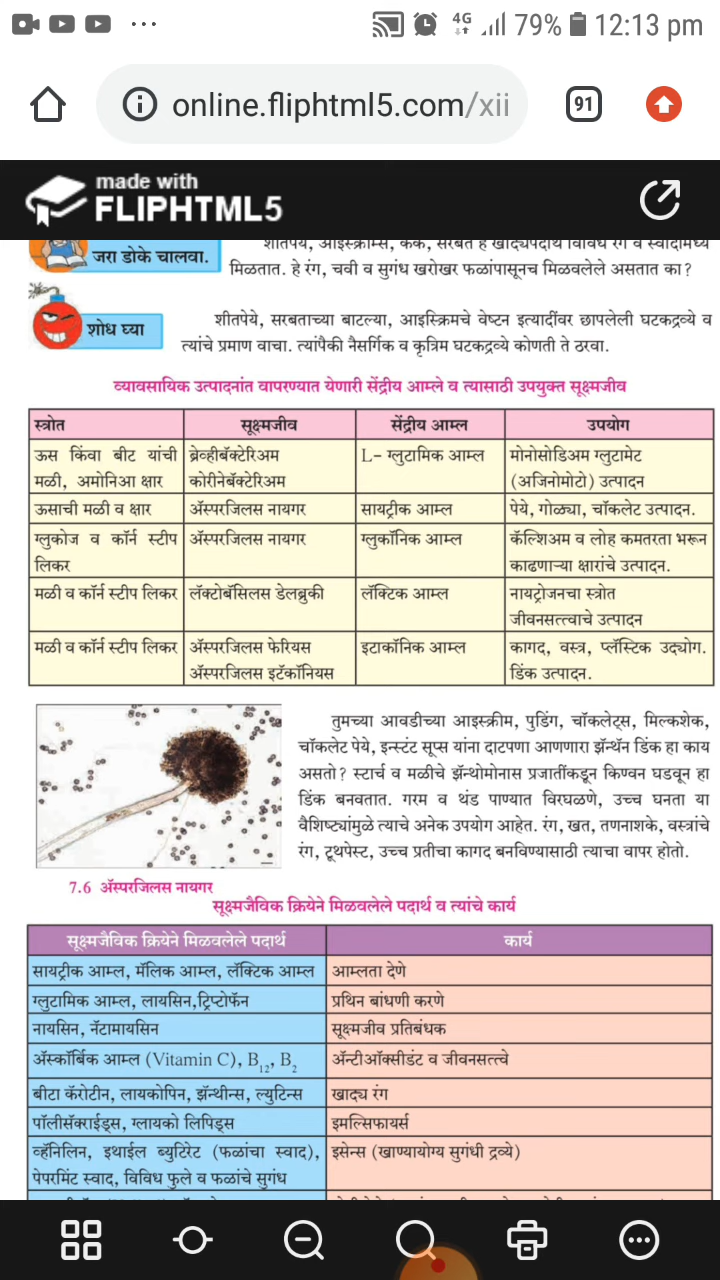 4G 79% 12:13 pm
online.fliphtml5.com/xii
91
made with
FLIPHTML5
शीतपेये, आइस्क्रीम्स, केक, सरबते हे खाद्यपदार्थ विविध रंग व स्वादांमध्ये
जरा डोके चालवा.
मिळतात. हे रंग, चवी व सुगंध खरोखर फळांपासूनच मिळवलेले असतात का?
शीतपेये, सरबताच्या बाटल्या, आइस्क्रिमचे वेष्टन इत्यादींवर छापलेली घटकद्रव्ये व
शोध घ्या
त्यांचे प्रमाण वाचा. त्यांपैकी नैसर्गिक व कृत्रिम घटकद्रव्ये कोणती ते ठरवा.
व्यावसायिक उत्पादनांत वापरण्यात येणारी सेंद्रीय आम्ले व त्यासाठी उपयुक्त सूक्ष्मजीव
स्त्रोत सूक्ष्मजीव सेंद्रीय आम्ल उपयोग
ऊस किंवा बीट यांची ब्रेव्हीबॅक्टेरिअम L- ग्लुटामिक आम्ल मोनोसोडिअम ग्लुटामेट
मळी, अमोनिआ क्षार कोरीनेबॅक्टेरिअम (अजिनोमोटो) उत्पादन
ऊसाची मळी व क्षार ॲस्परजिलस नायगर सायट्रीक आम्ल पेये, गोळ्या, चॉकलेट उत्पादन.
ग्लुकोज व कॉर्न स्टीप ॲस्परजिलस नायगर ग्लुकॉनिक आम्ल कॅल्शिअम व लोह कमतरता भरून
लिकर काढणाऱ्या क्षारांचे उत्पादन.
मळी व कॉर्न स्टीप लिकर लॅक्टोबॅसिलस डेलब्रुकी लॅक्टिक आम्ल नायट्रोजनचा स्त्रोत
जीवनसत्त्वाचे उत्पादन
मळी व कॉर्न स्टीप लिकर ॲस्परजिलस फेरियस इटाकॉनिक आम्ल कागद, वस्त्र, प्लॅस्टिक उद्योग.
ॲस्परजिलस इटॅकॉनियस डिंक उत्पादन.
तुमच्या आवडीच्या आइस्क्रीम, पुडिंग, चॉकलेट्स, मिल्कशेक,
चॉकलेट पेये, इन्स्टंट सूप्स यांना दाटपणा आणणारा झॅन्थॅन डिंक हा काय
असतो? स्टार्च व मळीचे झॅन्थोमोनास प्रजातींकडून किण्वन घडवून हा
डिंक बनवतात. गरम व थंड पाण्यात विरघळणे, उच्च घनता या
वैशिष्ट्यांमुळे त्याचे अनेक उपयोग आहेत. रंग, खत, तणनाशके, वस्त्रांचे
रंग, टूथपेस्ट, उच्च प्रतीचा कागद बनविण्यासाठी त्याचा वापर होतो.
7.6 ॲस्परजिलस नायगर
सूक्ष्मजैविक क्रियेने मिळवलेले पदार्थ व त्यांचे कार्य
सूक्ष्मजैविक क्रियेने मिळवलेले पदार्थ कार्य
सायट्रीक आम्ल, मॅलिक आम्ल, लॅक्टिक आम्ल आम्लता देणे
ग्लुटामिक आम्ल, लायसिन,ट्रिप्टोफॅन प्रथिन बांधणी करणे
नायसिन, नॅटामायसिन सूक्ष्मजीव प्रतिबंधक
ॲस्कॉर्बिक आम्ल (Vitamin C), B12, B2 ॲन्टीऑक्सीडंट व जीवनसत्त्वे
बीटा कॅरोटीन, लायकोपिन, झॅन्थीन्स, ल्युटिन्स खाद्य रंग
पॉलीसॅक्राईड्स, ग्लायको लिपिड्स इमल्सिफायर्स
व्हॅनिलिन, इथाईल ब्युटिरेट (फळांचा स्वाद), इसेन्स (खाण्यायोग्य सुगंधी द्रव्ये)
पेपरमिंट स्वाद, विविध फुले व फळांचे सुगंध